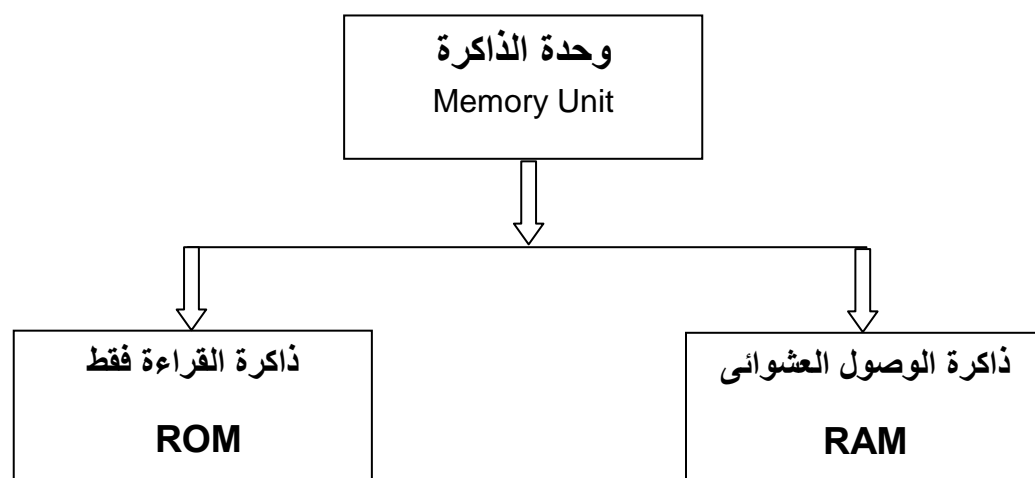 وحدة الذاكرة
Memory Unit
ذاكرة الوصول العشوائى
RAM
ذاكرة القراءة فقط
ROM